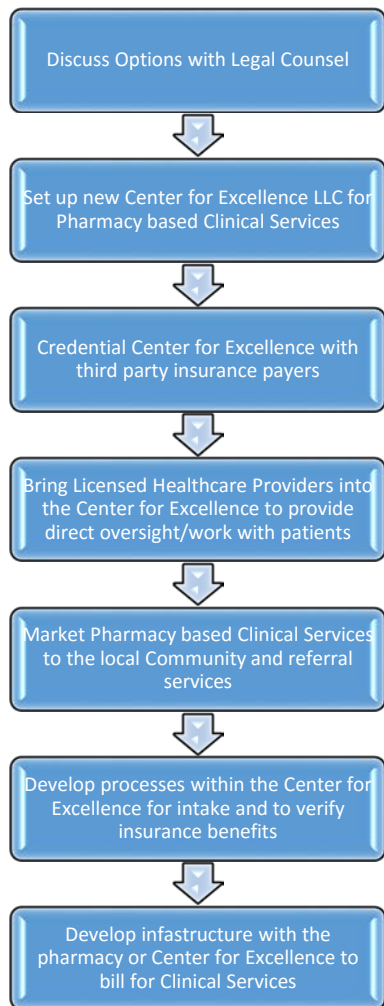 Discuss Options with Legal Counsel
Set up new Center for Excellence LLC for
Pharmacy based Clinical Services
Credential Center for Excellence with
third party insurance payers
Bring Licensed Healthcare Providers into
the Center for Excellence to provide
direct oversight/work with patients
Market Pharmacy based Clinical Services
to the local Community and referral
services
Develop processes within the Center for
Excellence for intake and to verify
insurance benefits
Develop infastructure with the
pharmacy or Center for Excellence to
bill for Clinical Services